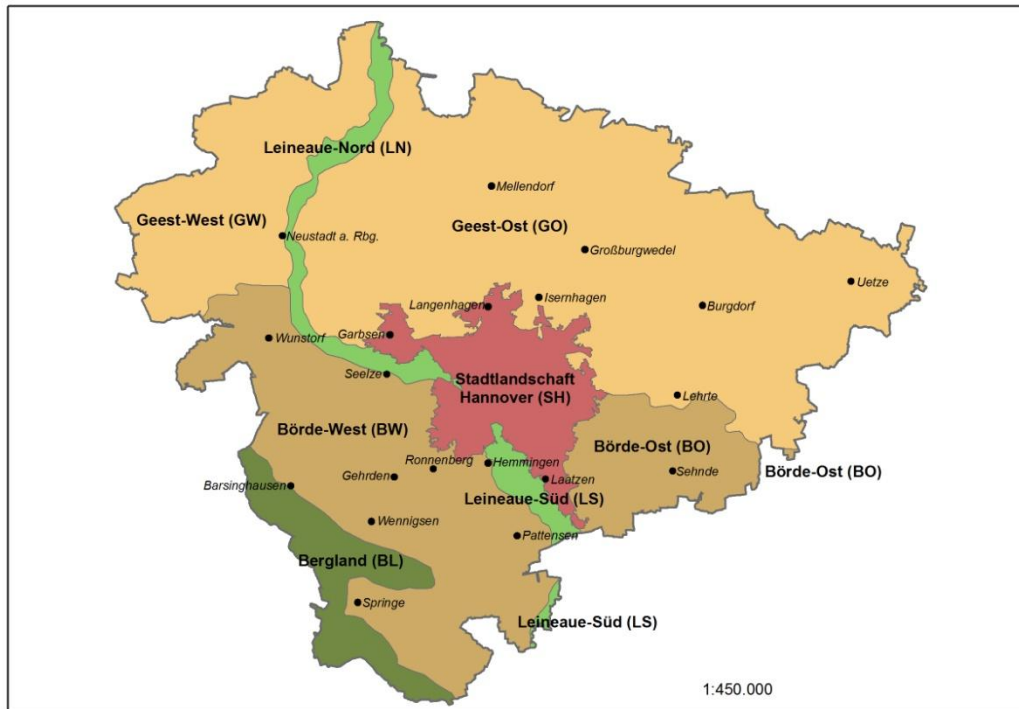 Leineaue-Nord (LN)
Mellendorf
Geest-West (GW)
Geest-Ost (GO)
Neustadt a. Rbg.
Großburgwedel
Uetze
Isernhagen
Langenhagen
Burgdorf
Garbsen
Wunstorf
Seelze
Stadtlandschaft
Hannover (SH)
Lehrte
Börde-West (BW)
Börde-Ost (BO)
Ronnenberg
Hemmingen
Sehnde
Börde-Ost (BO)
Gehrden
Laatzen
Barsinghausen
Leineaue-Süd (LS)
Wennigsen
Pattensen
Bergland (BL)
Springe
Leineaue-Süd (LS)
1:450.000